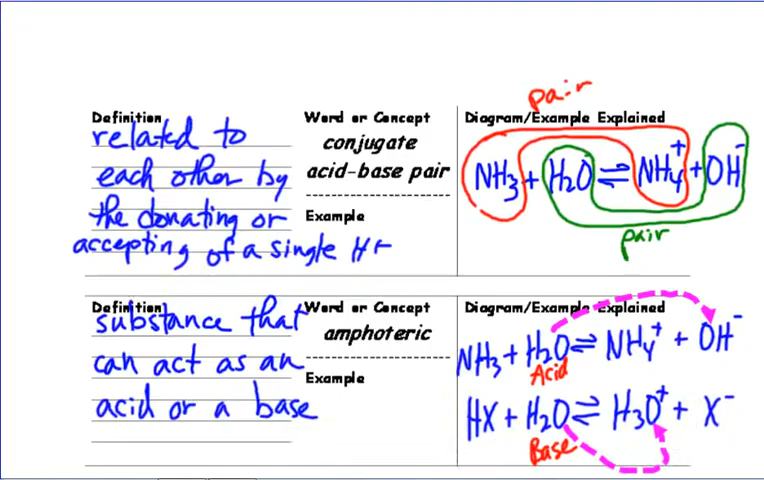 pair
Definition
Word or Concept
Diagram/Example Explained
related to
each other by
the donating or
accepting of a single H+
conjugate
acid-base pair
Example
NH3 + H2O ⇌ NH4+ + OH-
pair
Definition
Word or Concept
Diagram/Example Explained
substance that
can act as an
acid or a base
amphoteric
Example
NH3 + H2O ⇌ NH4+ + OH-
Acid
HX + H2O ⇌ H3O+ + X-
Base